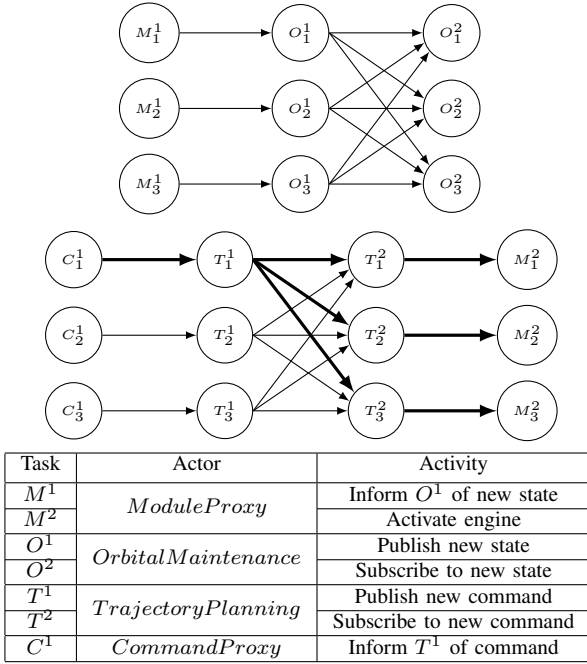 M_1^1 O_1^1 O_1^2
M_2^1 O_2^1 O_2^2
M_3^1 O_3^1 O_3^2
C_1^1 T_1^1 T_1^2 M_1^2
C_2^1 T_2^1 T_2^2 M_2^2
C_3^1 T_3^1 T_3^2 M_3^2
Task Actor Activity
M^1 ModuleProxy Inform O^1 of new state
M^2 Activate engine
O^1 OrbitalMaintenance Publish new state
O^2 Subscribe to new state
T^1 TrajectoryPlanning Publish new command
T^2 Subscribe to new command
C^1 CommandProxy Inform T^1 of command